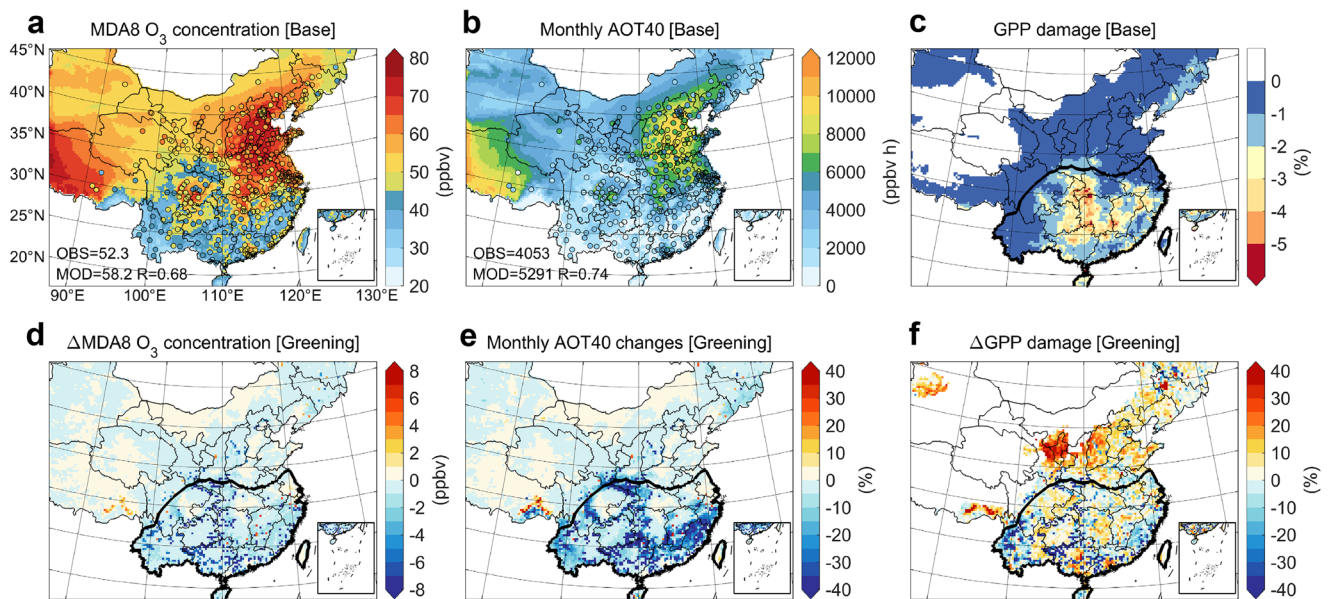 a MDA8 O3 concentration [Base]
45°N
40°N
35°N
30°N
25°N
20°N
90°E 100°E 110°E 120°E 130°E
OBS=52.3
MOD=58.2 R=0.68
80
70
60
50
40
30
20
(ppbv)
b Monthly AOT40 [Base]
OBS=4053
MOD=5291 R=0.74
12000
10000
8000
6000
4000
2000
0
(ppbv h)
c GPP damage [Base]
0
-1
-2
-3
-4
-5
(%)
d ΔMDA8 O3 concentration [Greening]
8
6
4
2
0
-2
-4
-6
-8
(ppbv)
e Monthly AOT40 changes [Greening]
40
30
20
10
0
-10
-20
-30
-40
(%)
f ΔGPP damage [Greening]
40
30
20
10
0
-10
-20
-30
-40
(%)